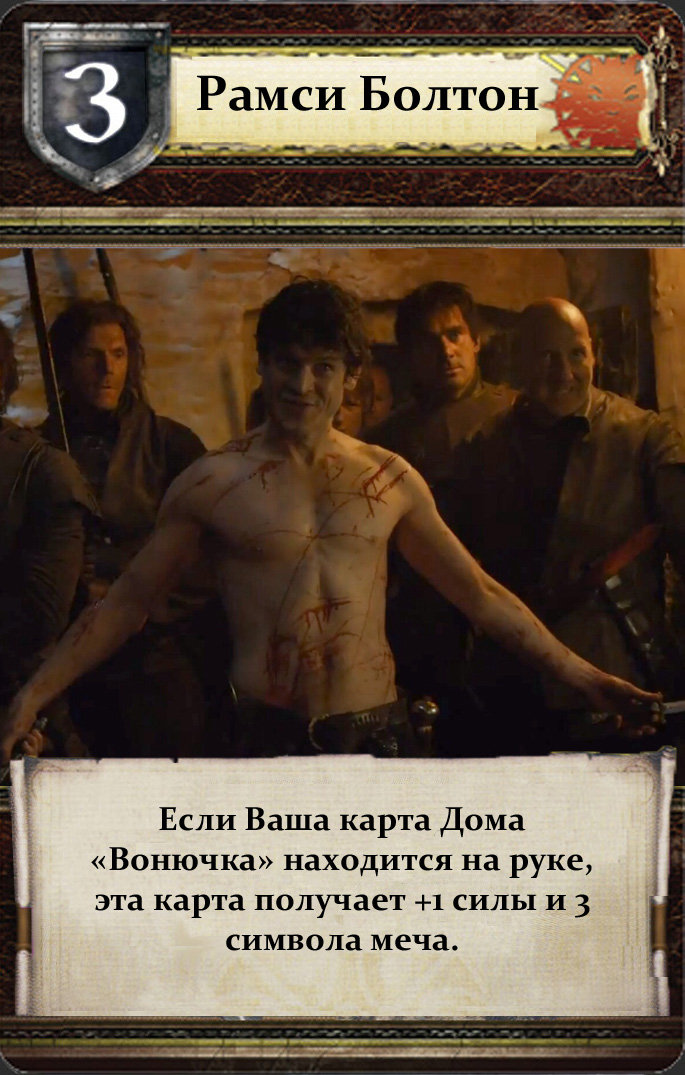 3
Рамси Болтон
Если Ваша карта Дома
«Вонючка» находится на руке,
эта карта получает +1 силы и 3
символа меча.